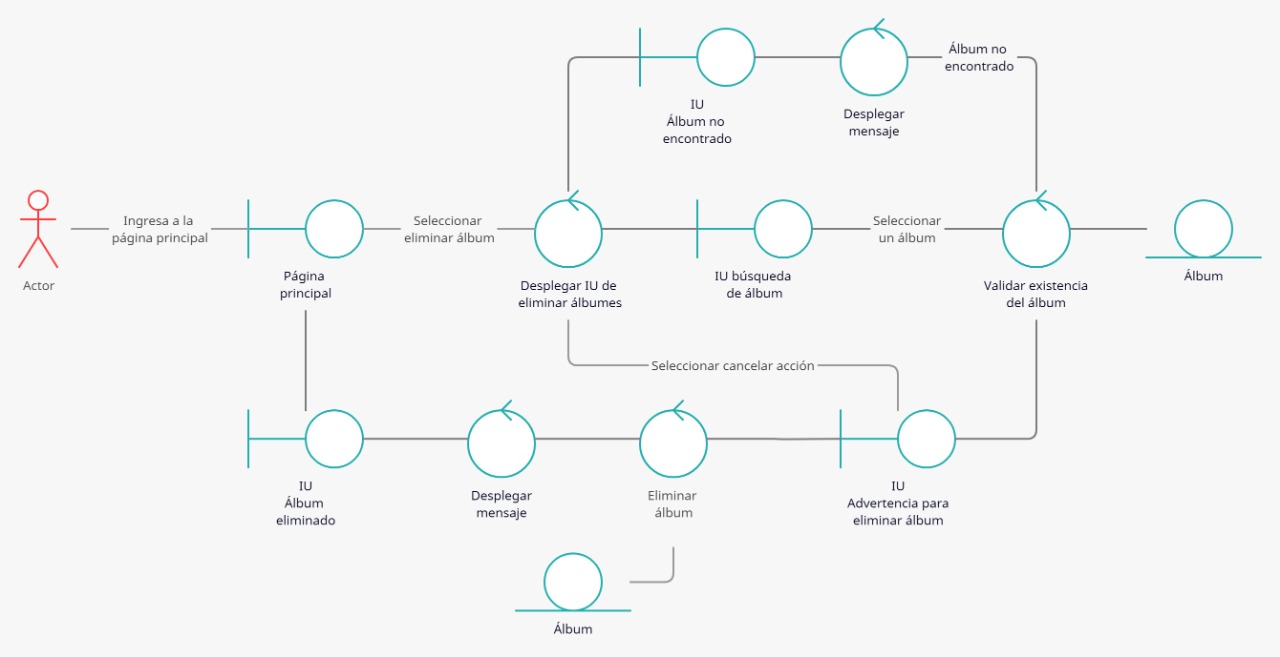 Álbum no
encontrado
IU
Álbum no
encontrado
Desplegar
mensaje
Ingresa a la
página principal
Seleccionar
eliminar álbum
Seleccionar
un álbum
Actor
Página
principal
Desplegar IU de
eliminar álbumes
IU búsqueda
de álbum
Validar existencia
del álbum
Álbum
Seleccionar cancelar acción
IU
Álbum
eliminado
Desplegar
mensaje
Eliminar
álbum
IU
Advertencia para
eliminar álbum
Álbum